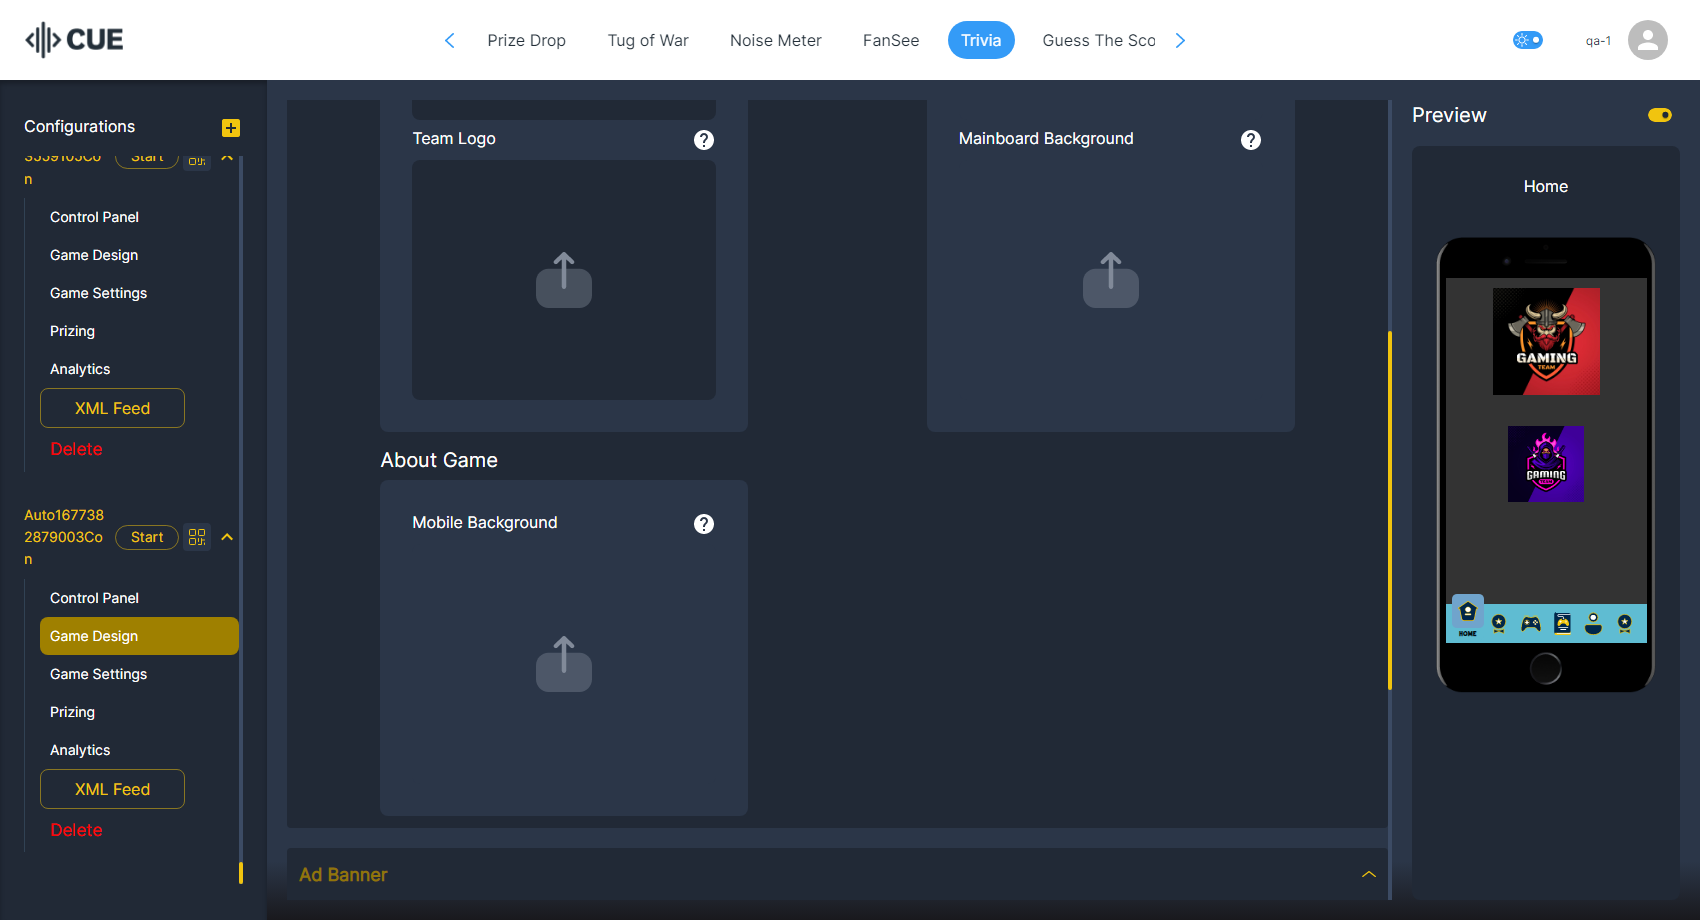 CUE
Prize Drop
Tug of War
Noise Meter
FanSee
Trivia
Guess The Sco
qa-1
Configurations
n
Start
Control Panel
Game Design
Game Settings
Prizing
Analytics
XML Feed
Delete
Auto167738
2879003Co
n
Start
Control Panel
Game Design
Game Settings
Prizing
Analytics
XML Feed
Delete
Team Logo
Mainboard Background
About Game
Mobile Background
Ad Banner
Preview
Home
GAMING
TEAM
GAMING
HOME